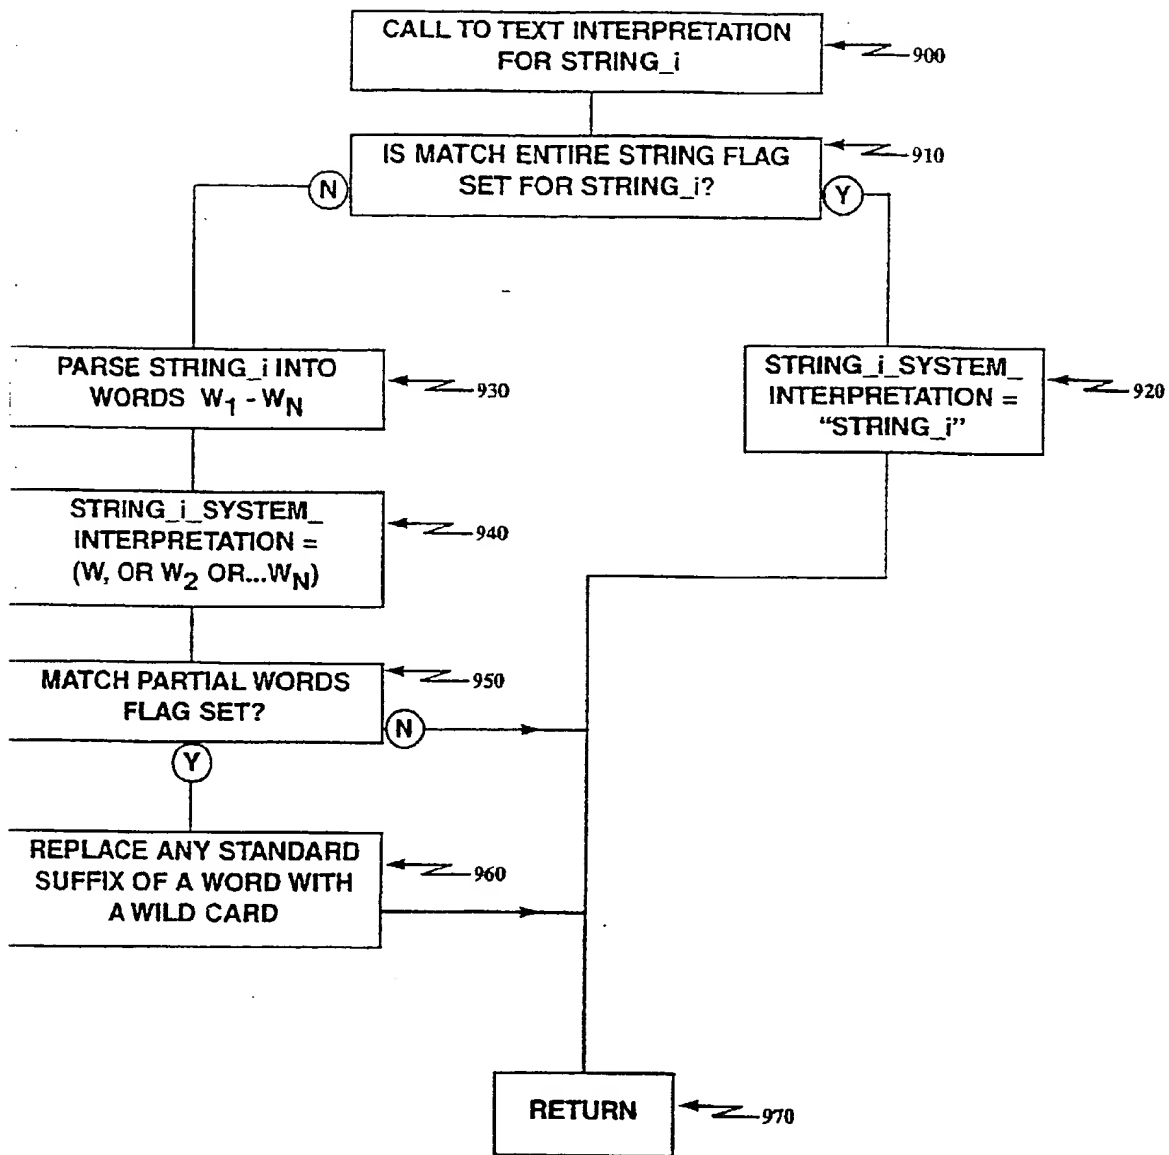 CALL TO TEXT INTERPRETATION
FOR STRING_i
900
IS MATCH ENTIRE STRING FLAG
SET FOR STRING_i?
910
N
Y
PARSE STRING_i INTO
WORDS W1 - WN
930
STRING_i_SYSTEM_
INTERPRETATION =
“STRING_i”
920
STRING_i_SYSTEM_
INTERPRETATION =
(W, OR W2 OR...WN)
940
MATCH PARTIAL WORDS
FLAG SET?
950
N
Y
REPLACE ANY STANDARD
SUFFIX OF A WORD WITH
A WILD CARD
960
RETURN
970